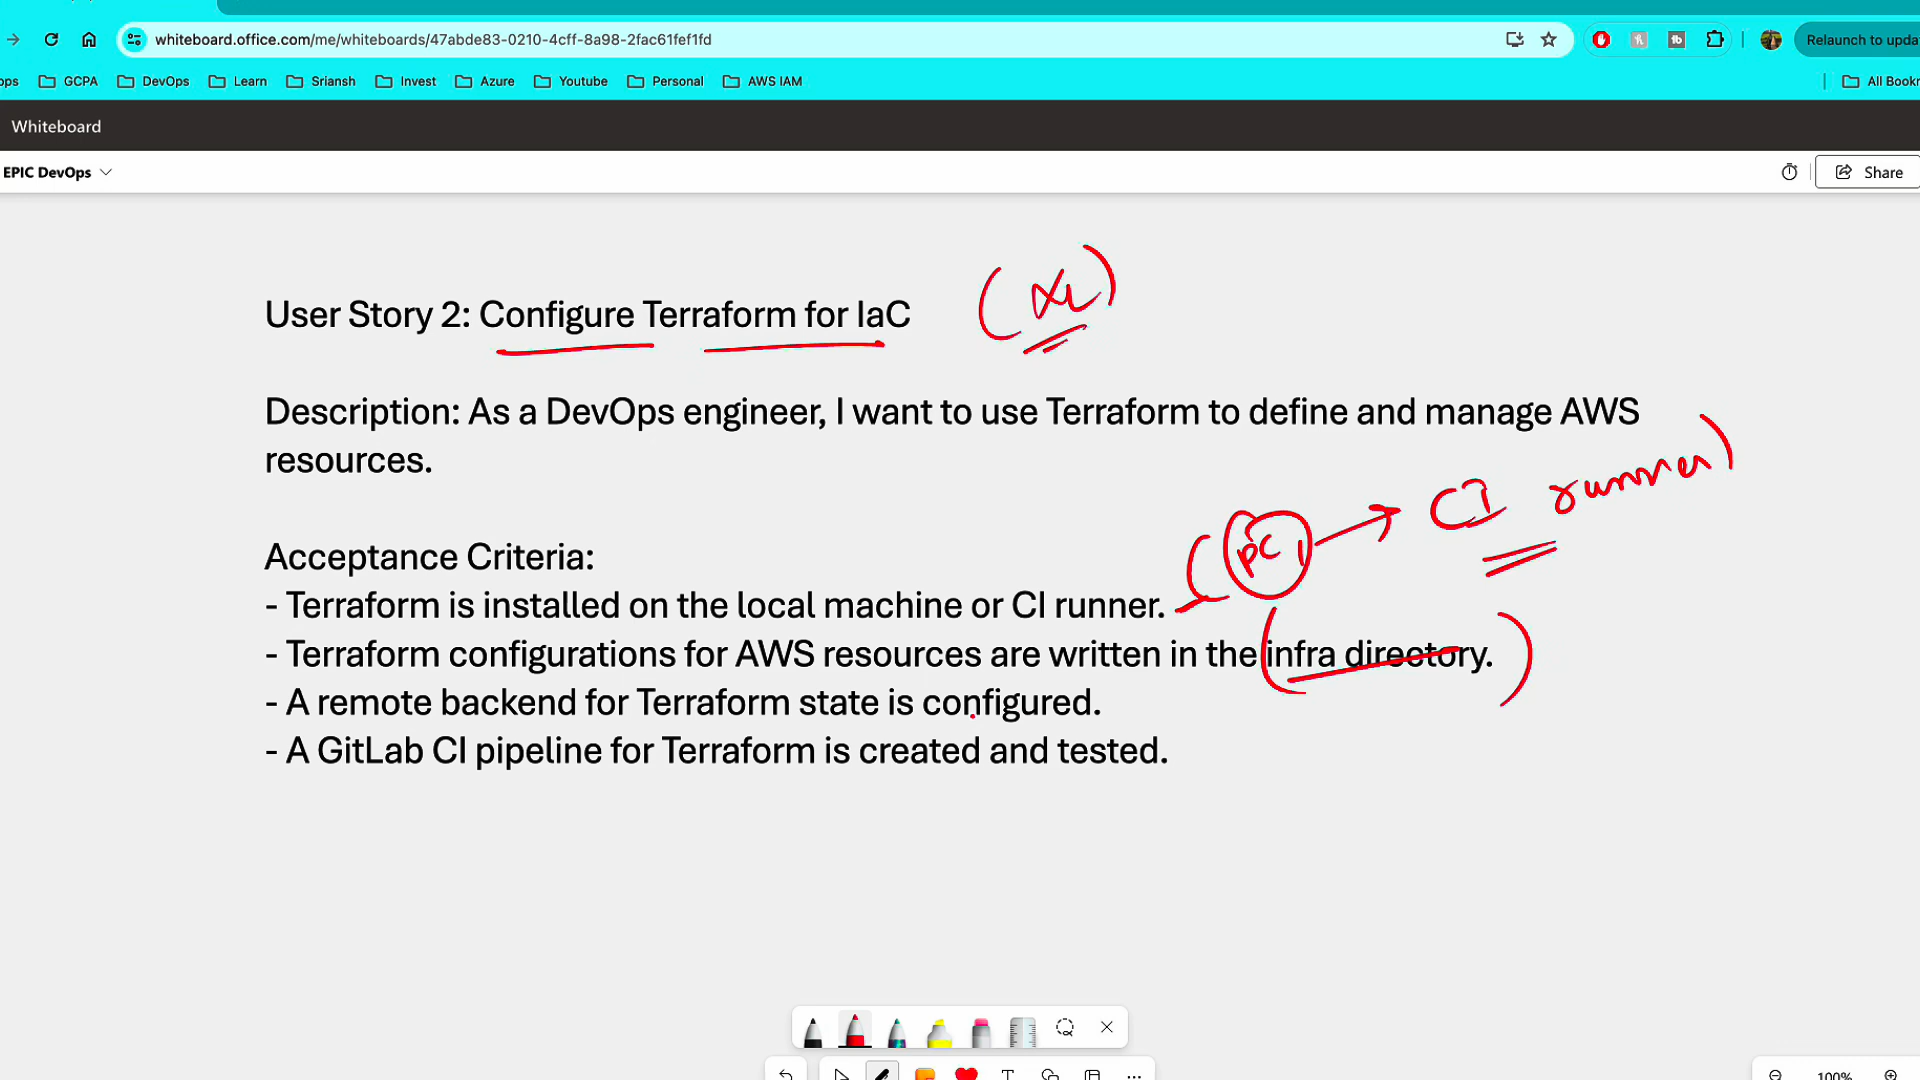 whiteboard.office.com/me/whiteboards/47abde83-0210-4cff-8a98-2fac61fef1fd
Relaunch to upda
ops GCPA DevOps Learn Sriansh Invest Azure Youtube Personal AWS IAM All Bookr
Whiteboard
EPIC DevOps Share
User Story 2: Configure Terraform for IaC
(XL)
Description: As a DevOps engineer, I want to use Terraform to define and manage AWS
resources.
CI runner)
(PC
Acceptance Criteria:
- Terraform is installed on the local machine or CI runner.
- Terraform configurations for AWS resources are written in the infra directory.
- A remote backend for Terraform state is configured.
- A GitLab CI pipeline for Terraform is created and tested.
100%